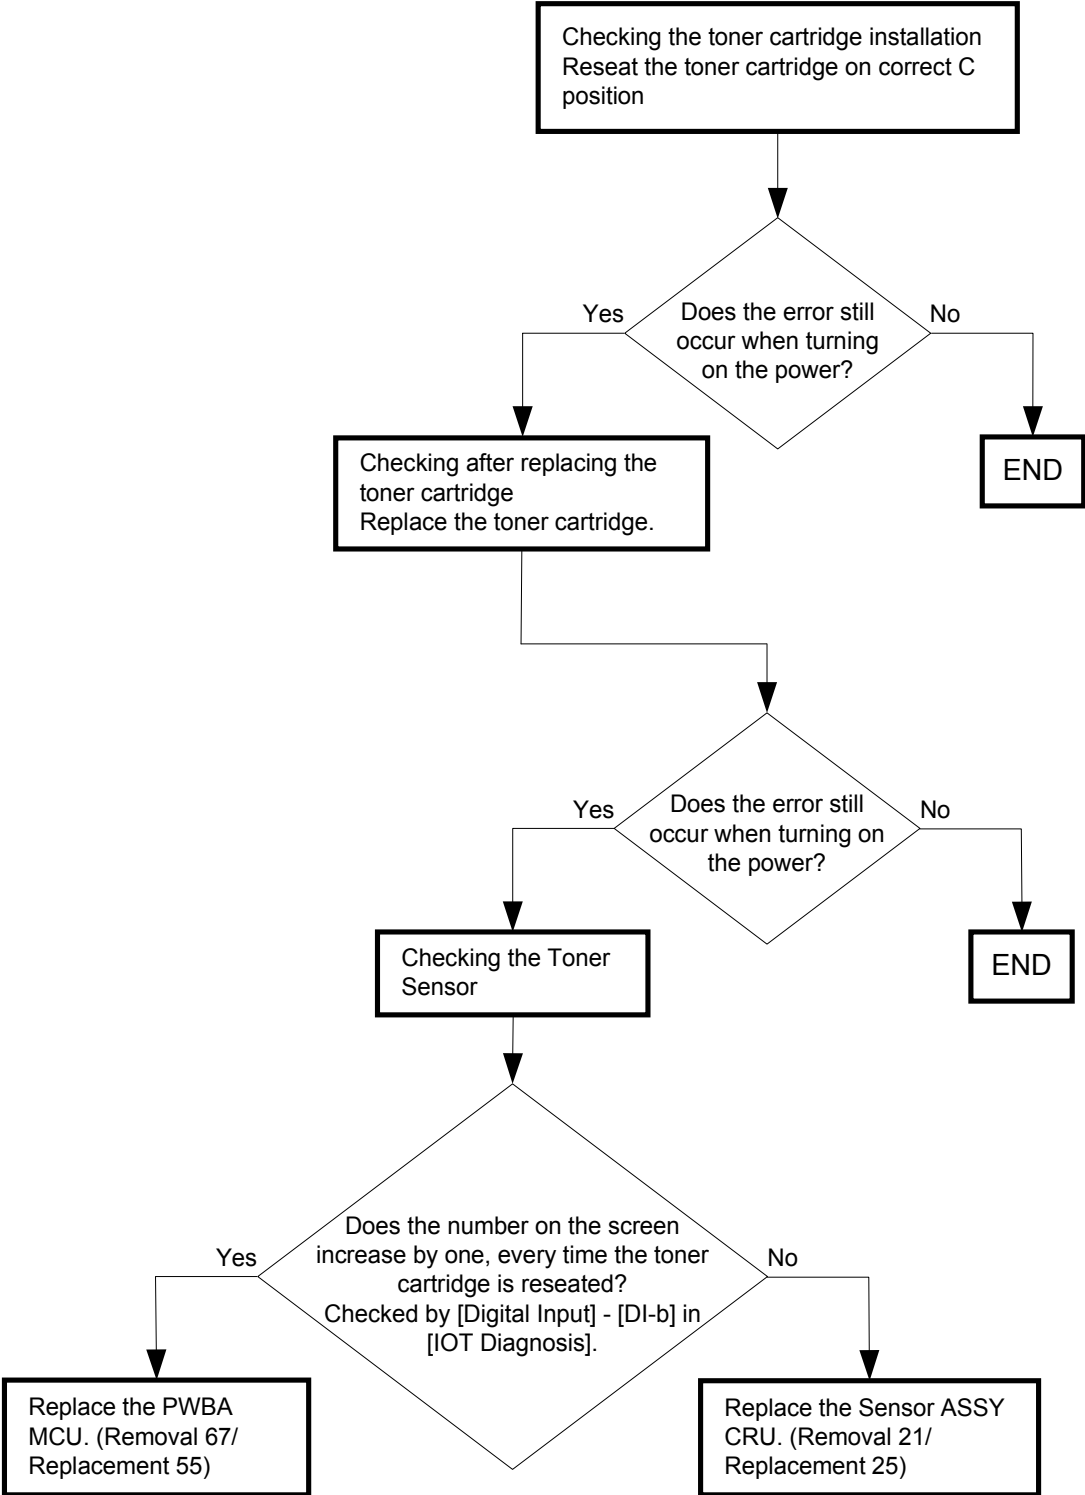 Checking the toner cartridge installation
Reseat the toner cartridge on correct C
position
Yes
Does the error still
occur when turning
on the power?
No
Checking after replacing the
toner cartridge
Replace the toner cartridge.
END
Yes
Does the error still
occur when turning on
the power?
No
Checking the Toner
Sensor
END
Yes
Does the number on the screen
increase by one, every time the toner
cartridge is reseated?
Checked by [Digital Input] - [DI-b] in
[IOT Diagnosis].
No
Replace the PWBA
MCU. (Removal 67/
Replacement 55)
Replace the Sensor ASSY
CRU. (Removal 21/
Replacement 25)